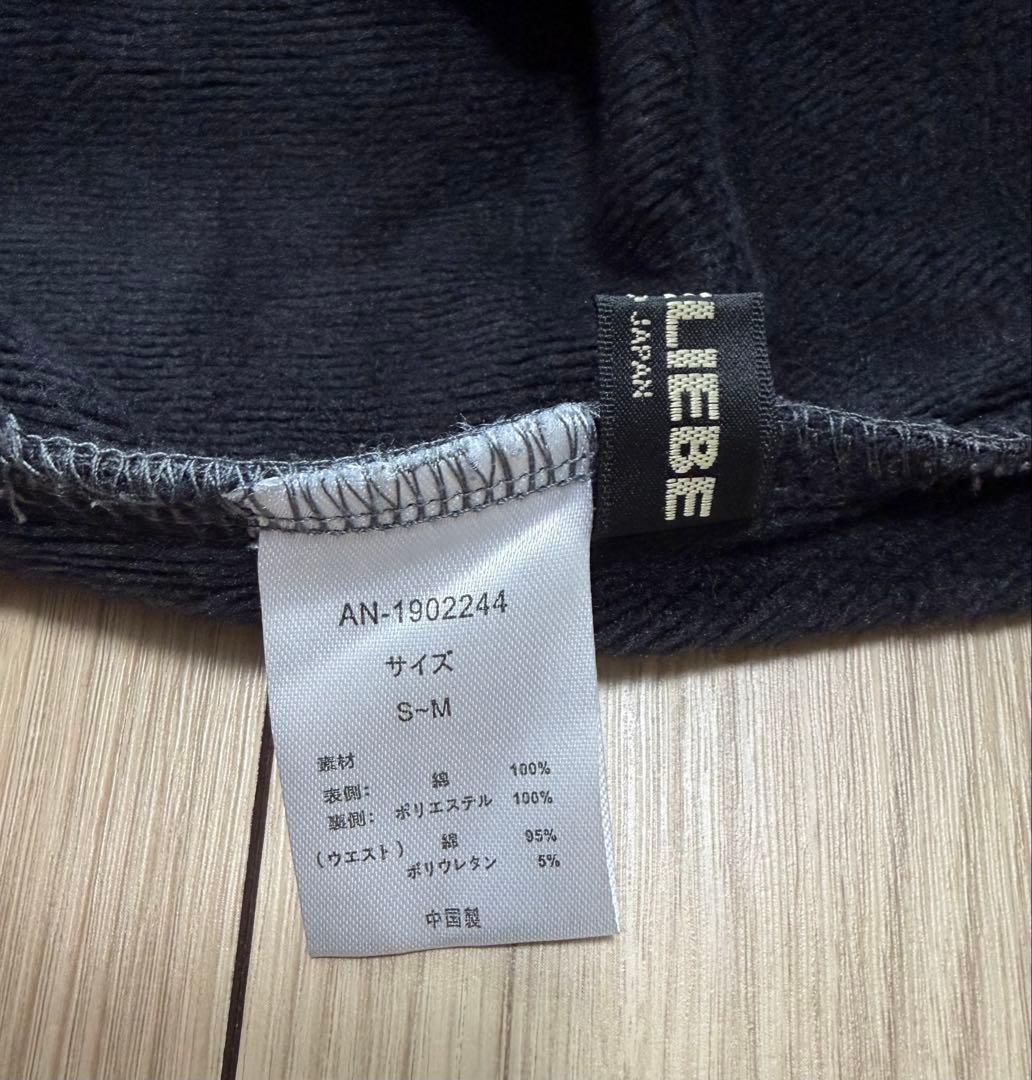 LIEBE
JAPAN
AN-1902244
サイズ
S~M
素材
表側: 綿 100%
裏側: ポリエステル 100%
(ウエスト) 綿 95%
ポリウレタン 5%
中国製